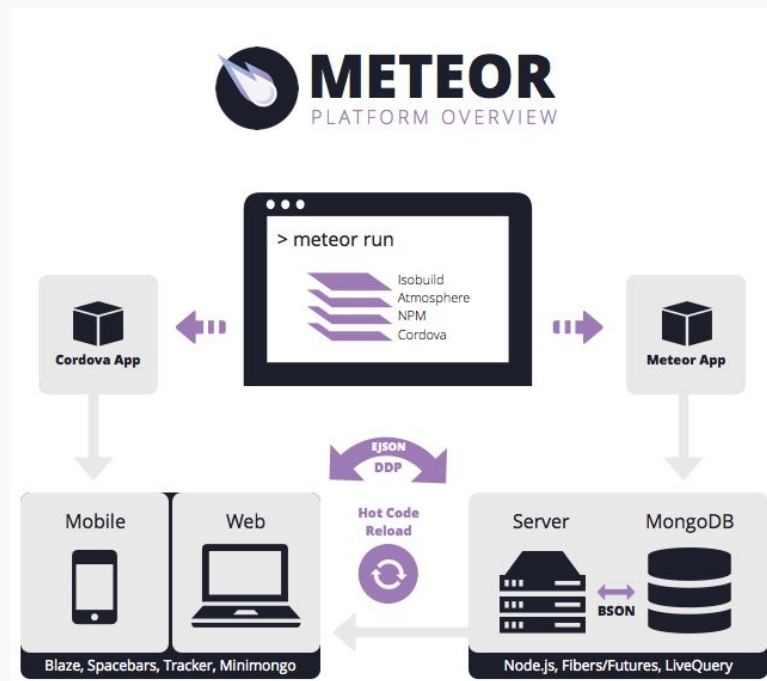 METEOR
PLATFORM OVERVIEW
> meteor run
Isobuild
Atmosphere
NPM
Cordova
Cordova App
Meteor App
EJSON
DDP
Hot Code
Reload
Mobile
Web
Server
MongoDB
BSON
Blaze, Spacebars, Tracker, Minimongo
Node.js, Fibers/Futures, LiveQuery